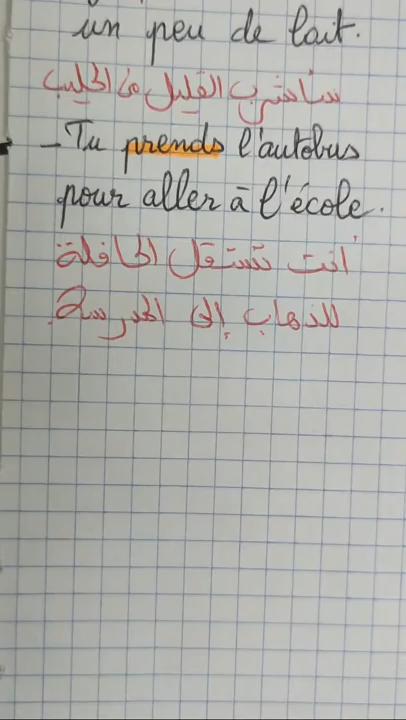 un peu de lait.
سأشرب القليل من الحليب
- Tu prends l'autobus
pour aller à l'école.
أنت تستقل الحافلة
للذهاب إلى المدرسة